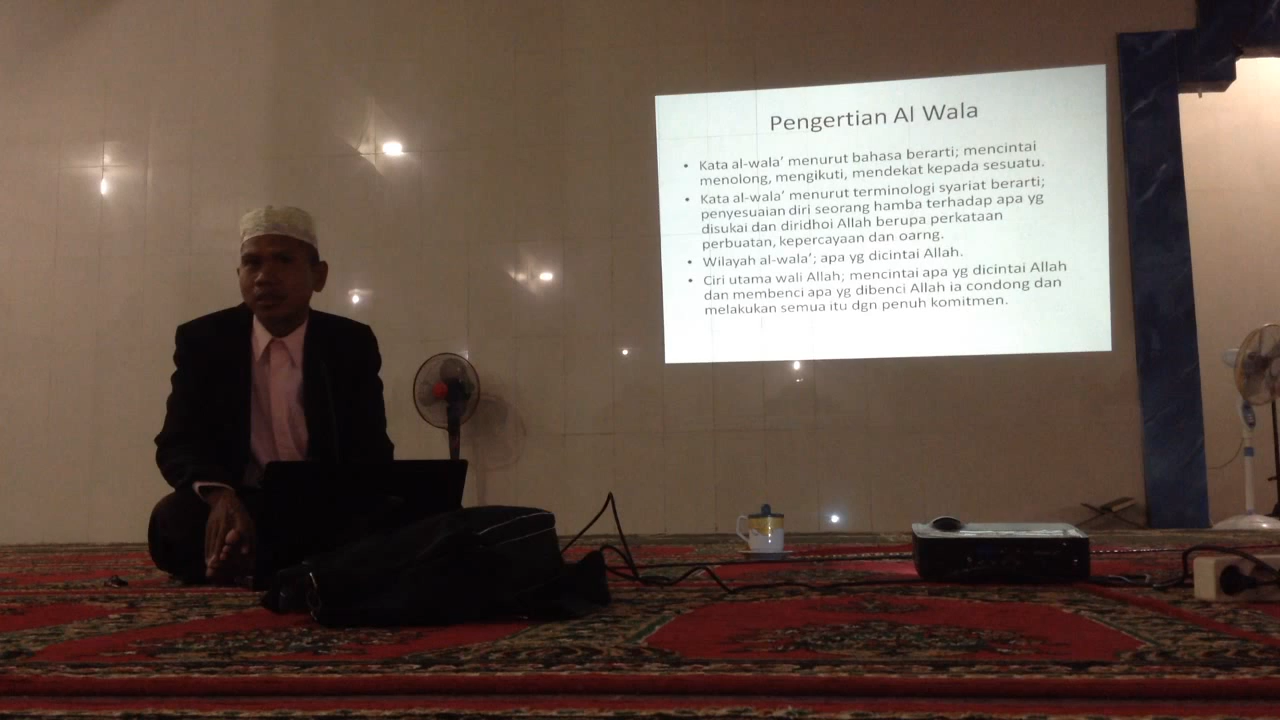 Pengertian Al Wala
• Kata al-wala’ menurut bahasa berarti; mencintai
menolong, mengikuti, mendekat kepada sesuatu.
• Kata al-wala’ menurut terminologi syariat berarti;
penyesuaian diri seorang hamba terhadap apa yg
disukai dan diridhoi Allah berupa perkataan
perbuatan, kepercayaan dan oarng.
• Wilayah al-wala’; apa yg dicintai Allah.
• Ciri utama wali Allah; mencintai apa yg dicintai Allah
dan membenci apa yg dibenci Allah ia condong dan
melakukan semua itu dgn penuh komitmen.